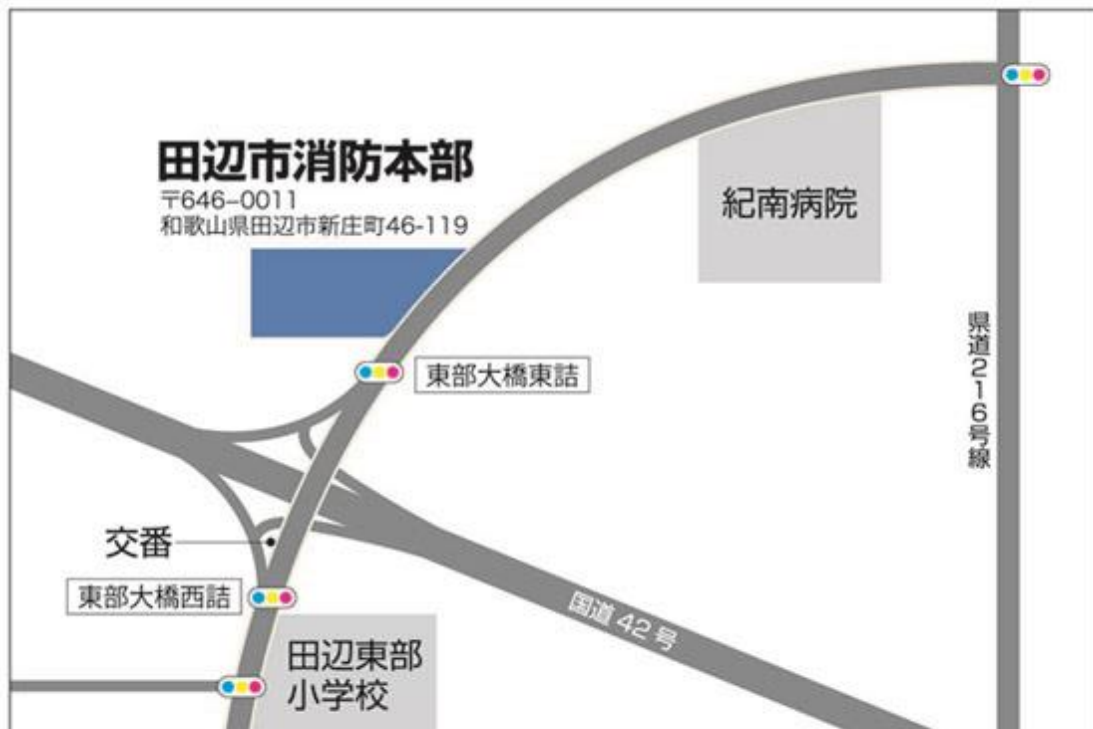 田辺市消防本部
〒646-0011
和歌山県田辺市新庄町46-119
紀南病院
東部大橋東詰
県道216号線
交番
東部大橋西詰
国道42号
田辺東部
小学校